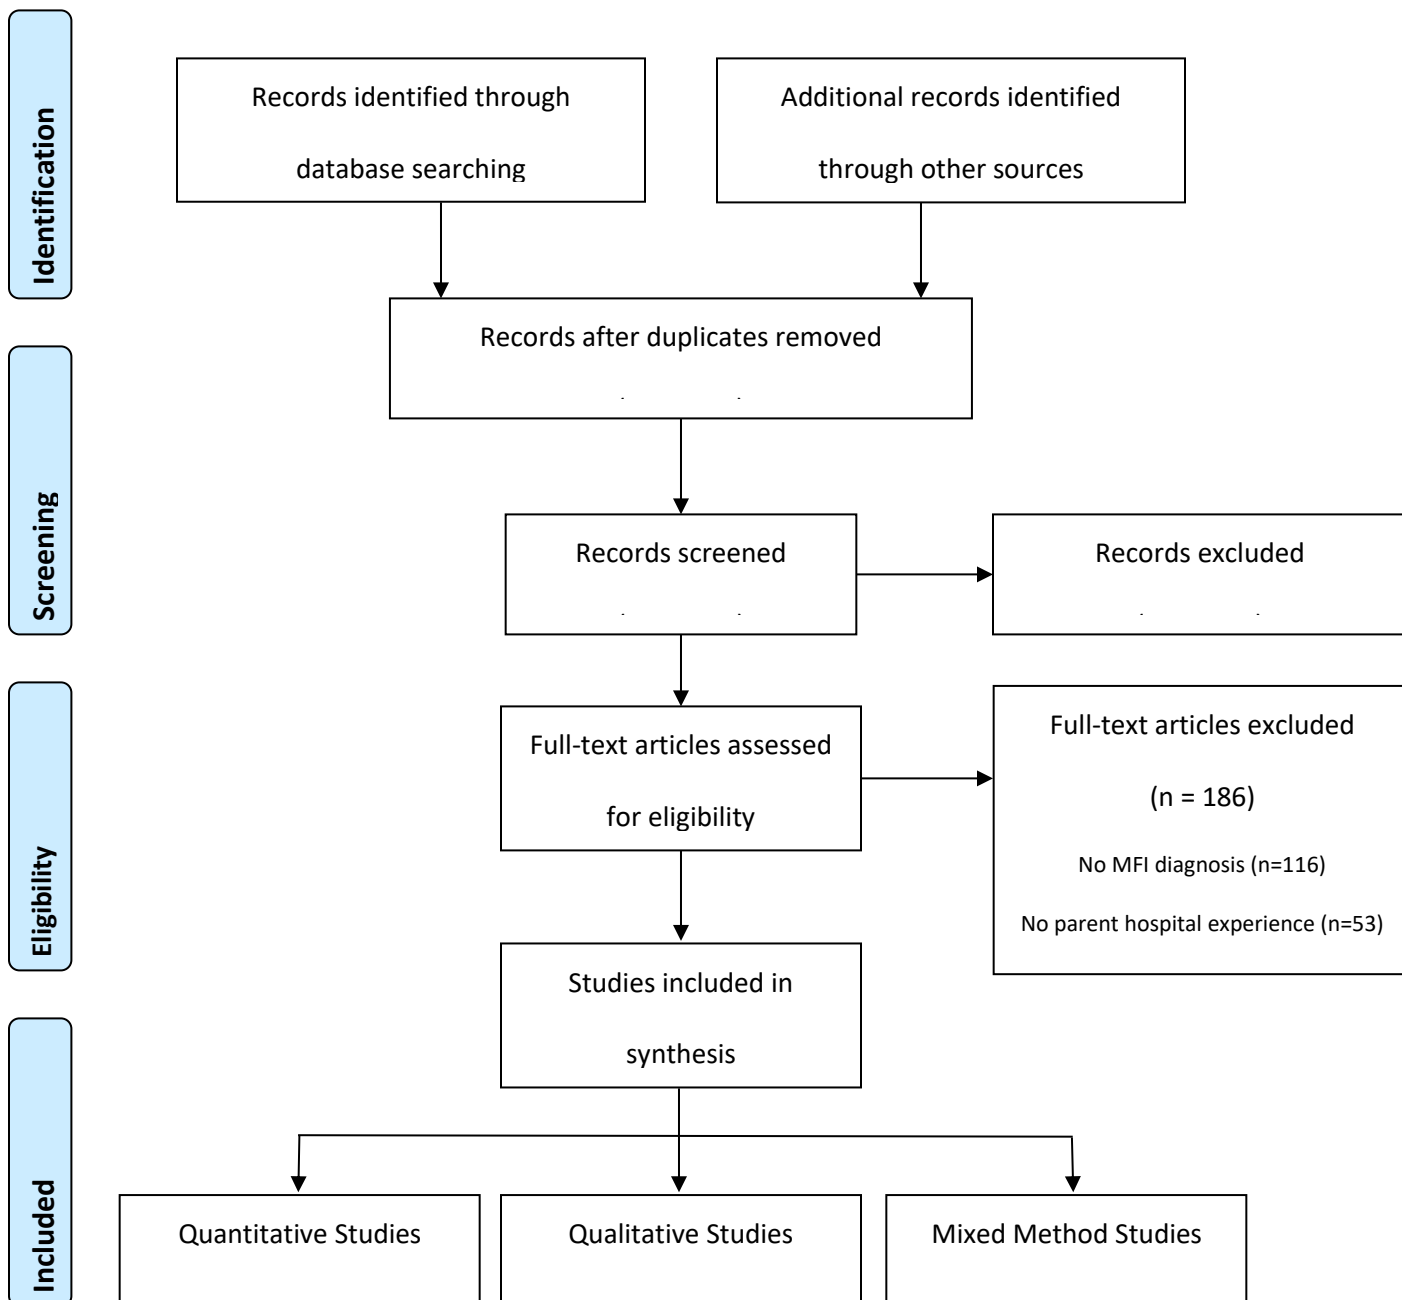 Identification
Records identified through
database searching
Additional records identified
through other sources
Records after duplicates removed
Screening
Records screened
Records excluded
Eligibility
Full-text articles assessed
for eligibility
Full-text articles excluded
(n = 186)
No MFI diagnosis (n=116)
No parent hospital experience (n=53)
Studies included in
synthesis
Included
Quantitative Studies
Qualitative Studies
Mixed Method Studies